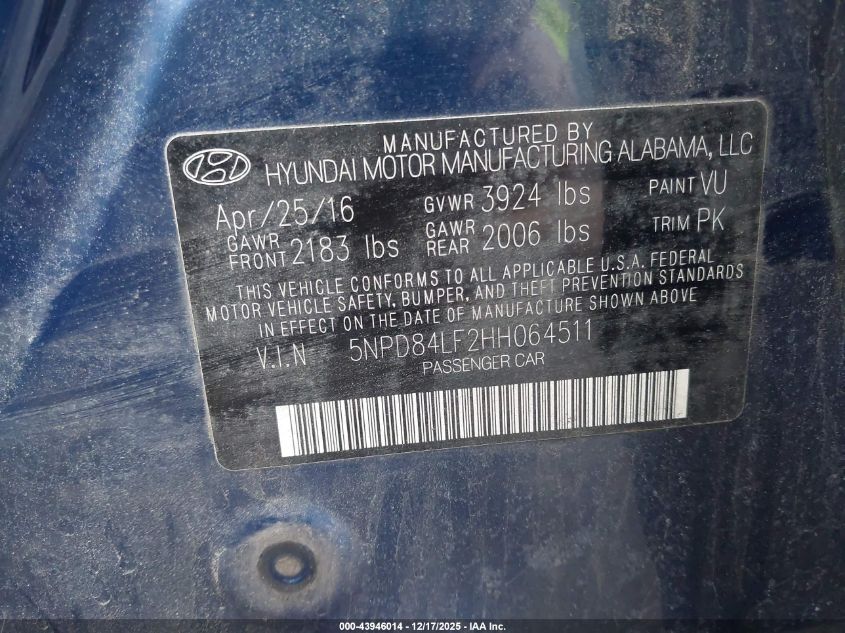 MANUFACTURED BY
HYUNDAI MOTOR MANUFACTURING ALABAMA, LLC
Apr/25/16 GVWR 3924 lbs PAINT VU
GAWR FRONT 2183 lbs GAWR REAR 2006 lbs TRIM PK
THIS VEHICLE CONFORMS TO ALL APPLICABLE U.S.A. FEDERAL
MOTOR VEHICLE SAFETY, BUMPER, AND THEFT PREVENTION STANDARDS
IN EFFECT ON THE DATE OF MANUFACTURE SHOWN ABOVE
V.I.N 5NPD84LF2HH064511
PASSENGER CAR
000-43946014 - 12/17/2025 - IAA Inc.